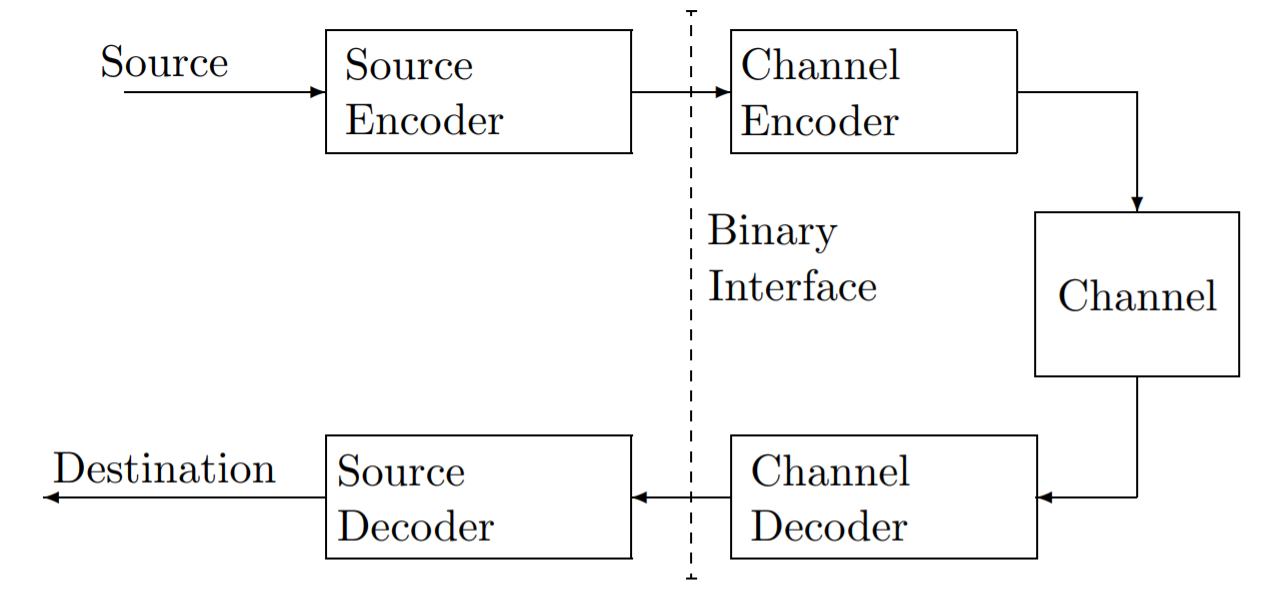 Source
Source
Encoder
Channel
Encoder
Binary
Interface
Channel
Destination
Source
Decoder
Channel
Decoder